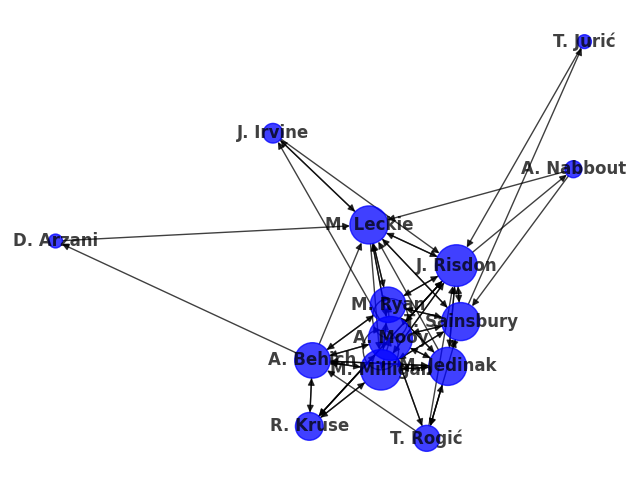 T. Jurić
J. Irvine
A. Nabbout
M. Leckie
D. Arzani
J. Risdon
M. Ryan
Sainsbury
A. Mooy
A. Behich
M. Milligan
Jedinak
R. Kruse
T. Rogić